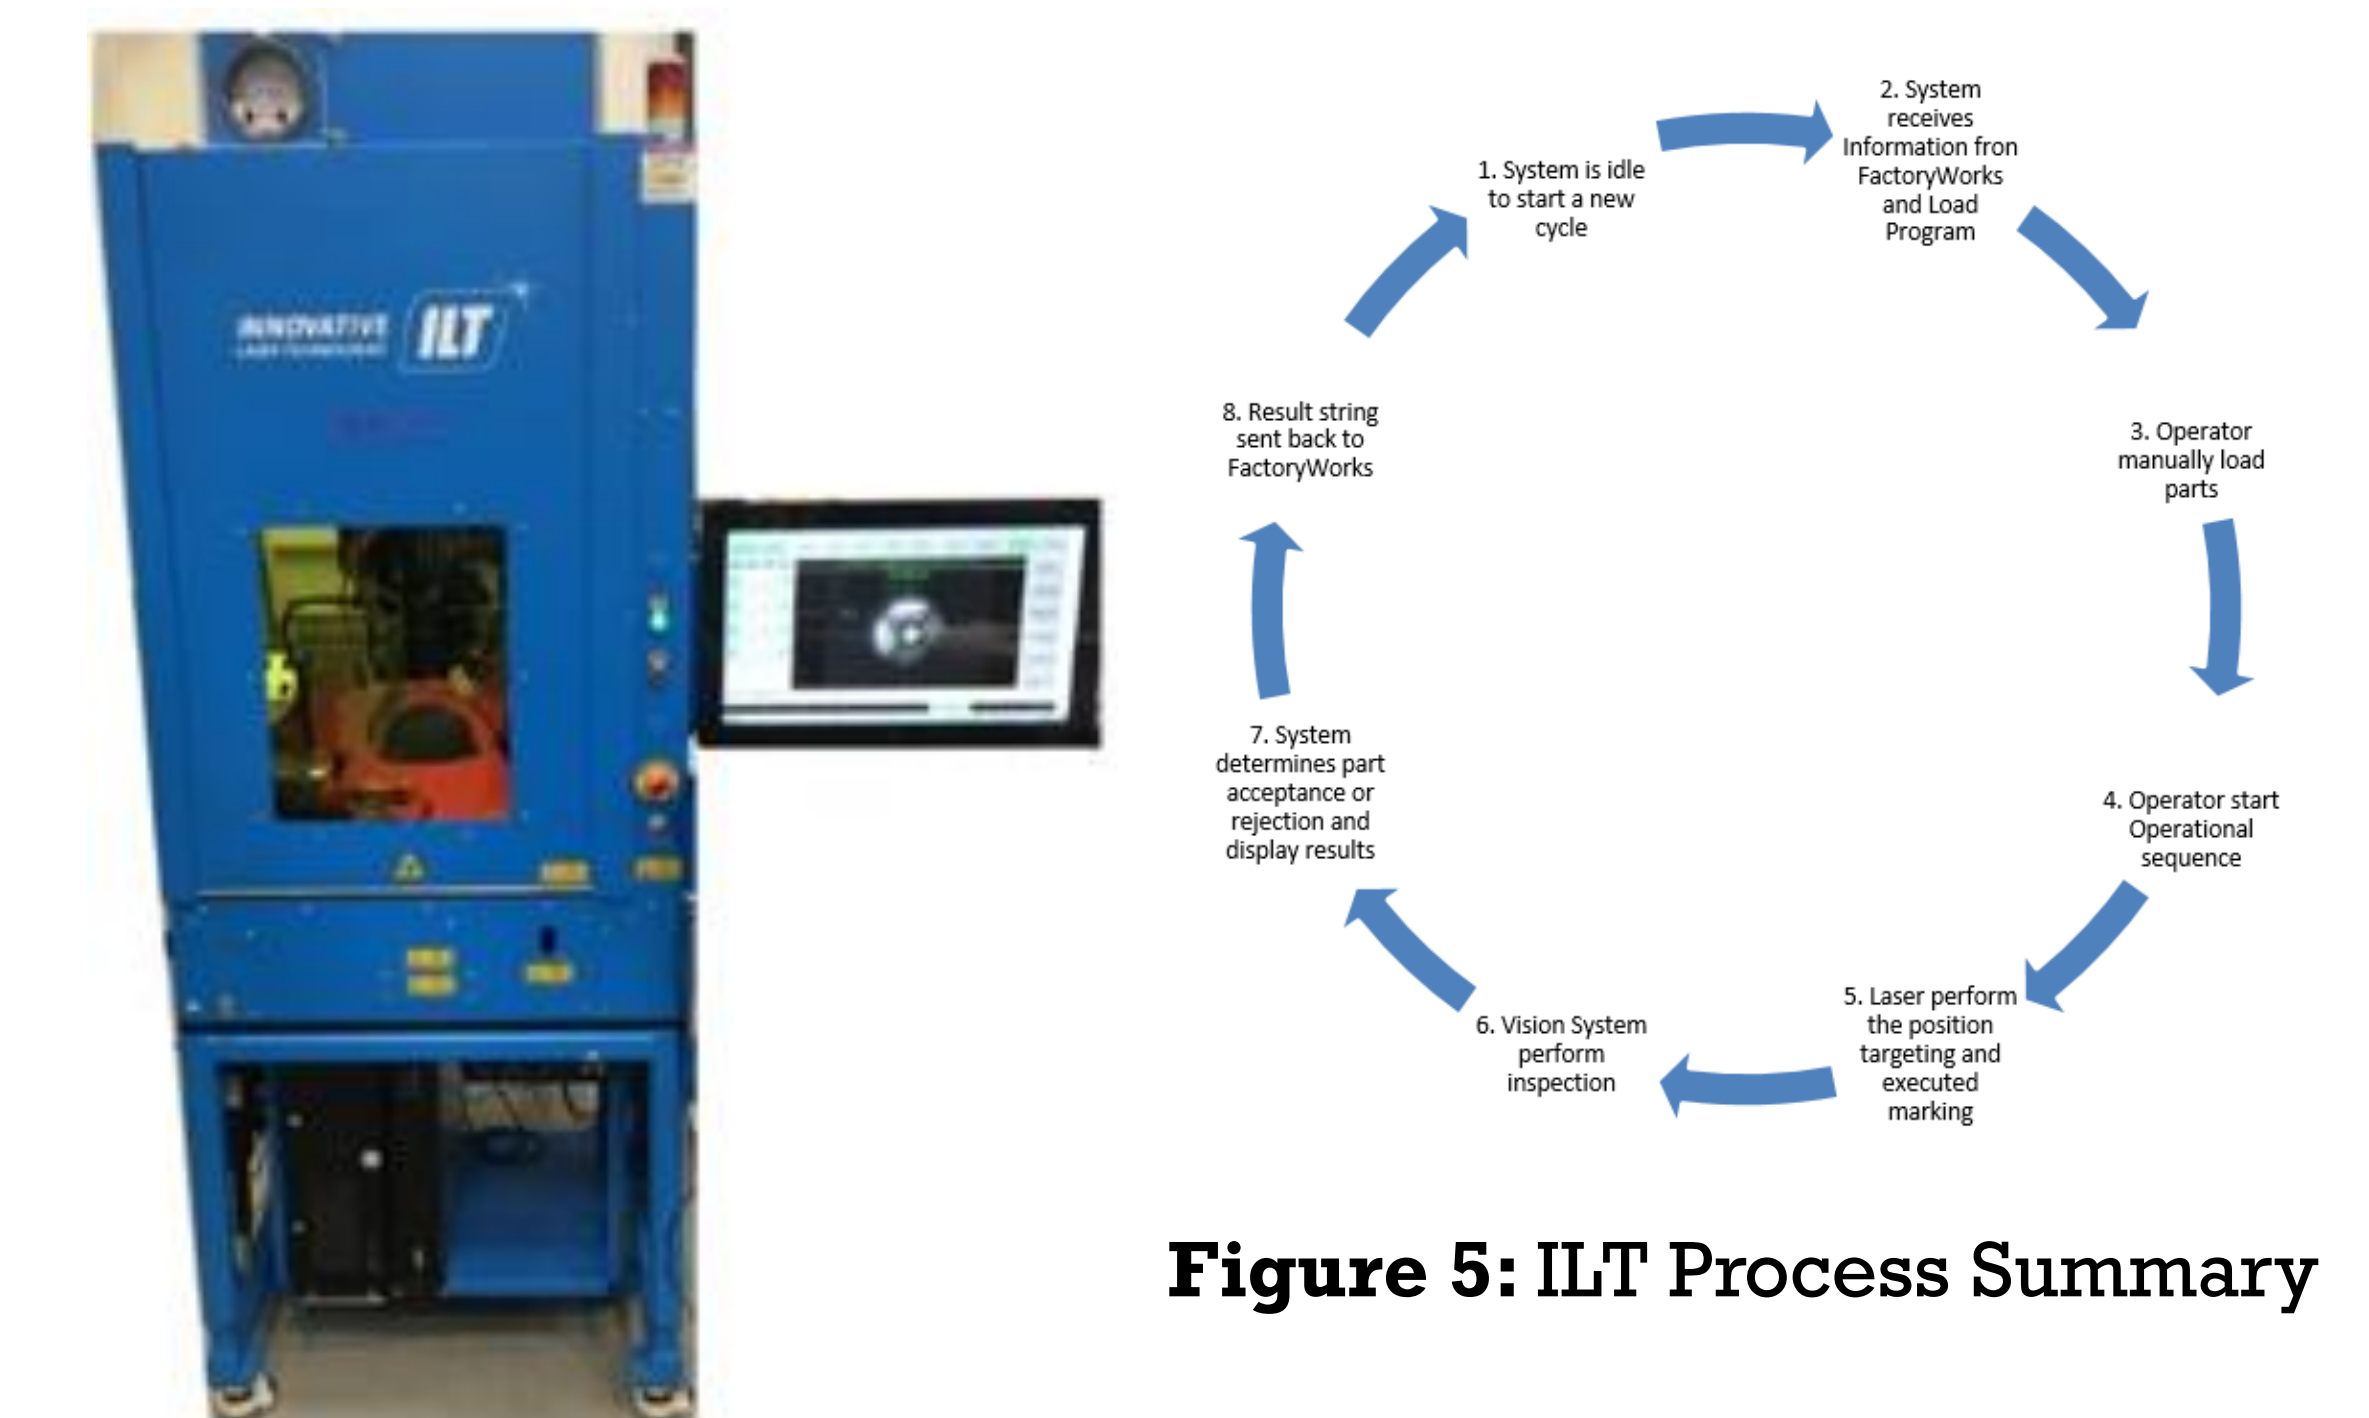 INNOVATIVE
ILT
1. System is idle
to start a new
cycle
2. System
receives
Information fron
FactoryWorks
and Load
Program
3. Operator
manually load
parts
4. Operator start
Operational
sequence
5. Laser perform
the position
targeting and
executed
marking
6. Vision System
perform
inspection
7. System
determines part
acceptance or
rejection and
display results
8. Result string
sent back to
FactoryWorks
Figure 5: ILT Process Summary